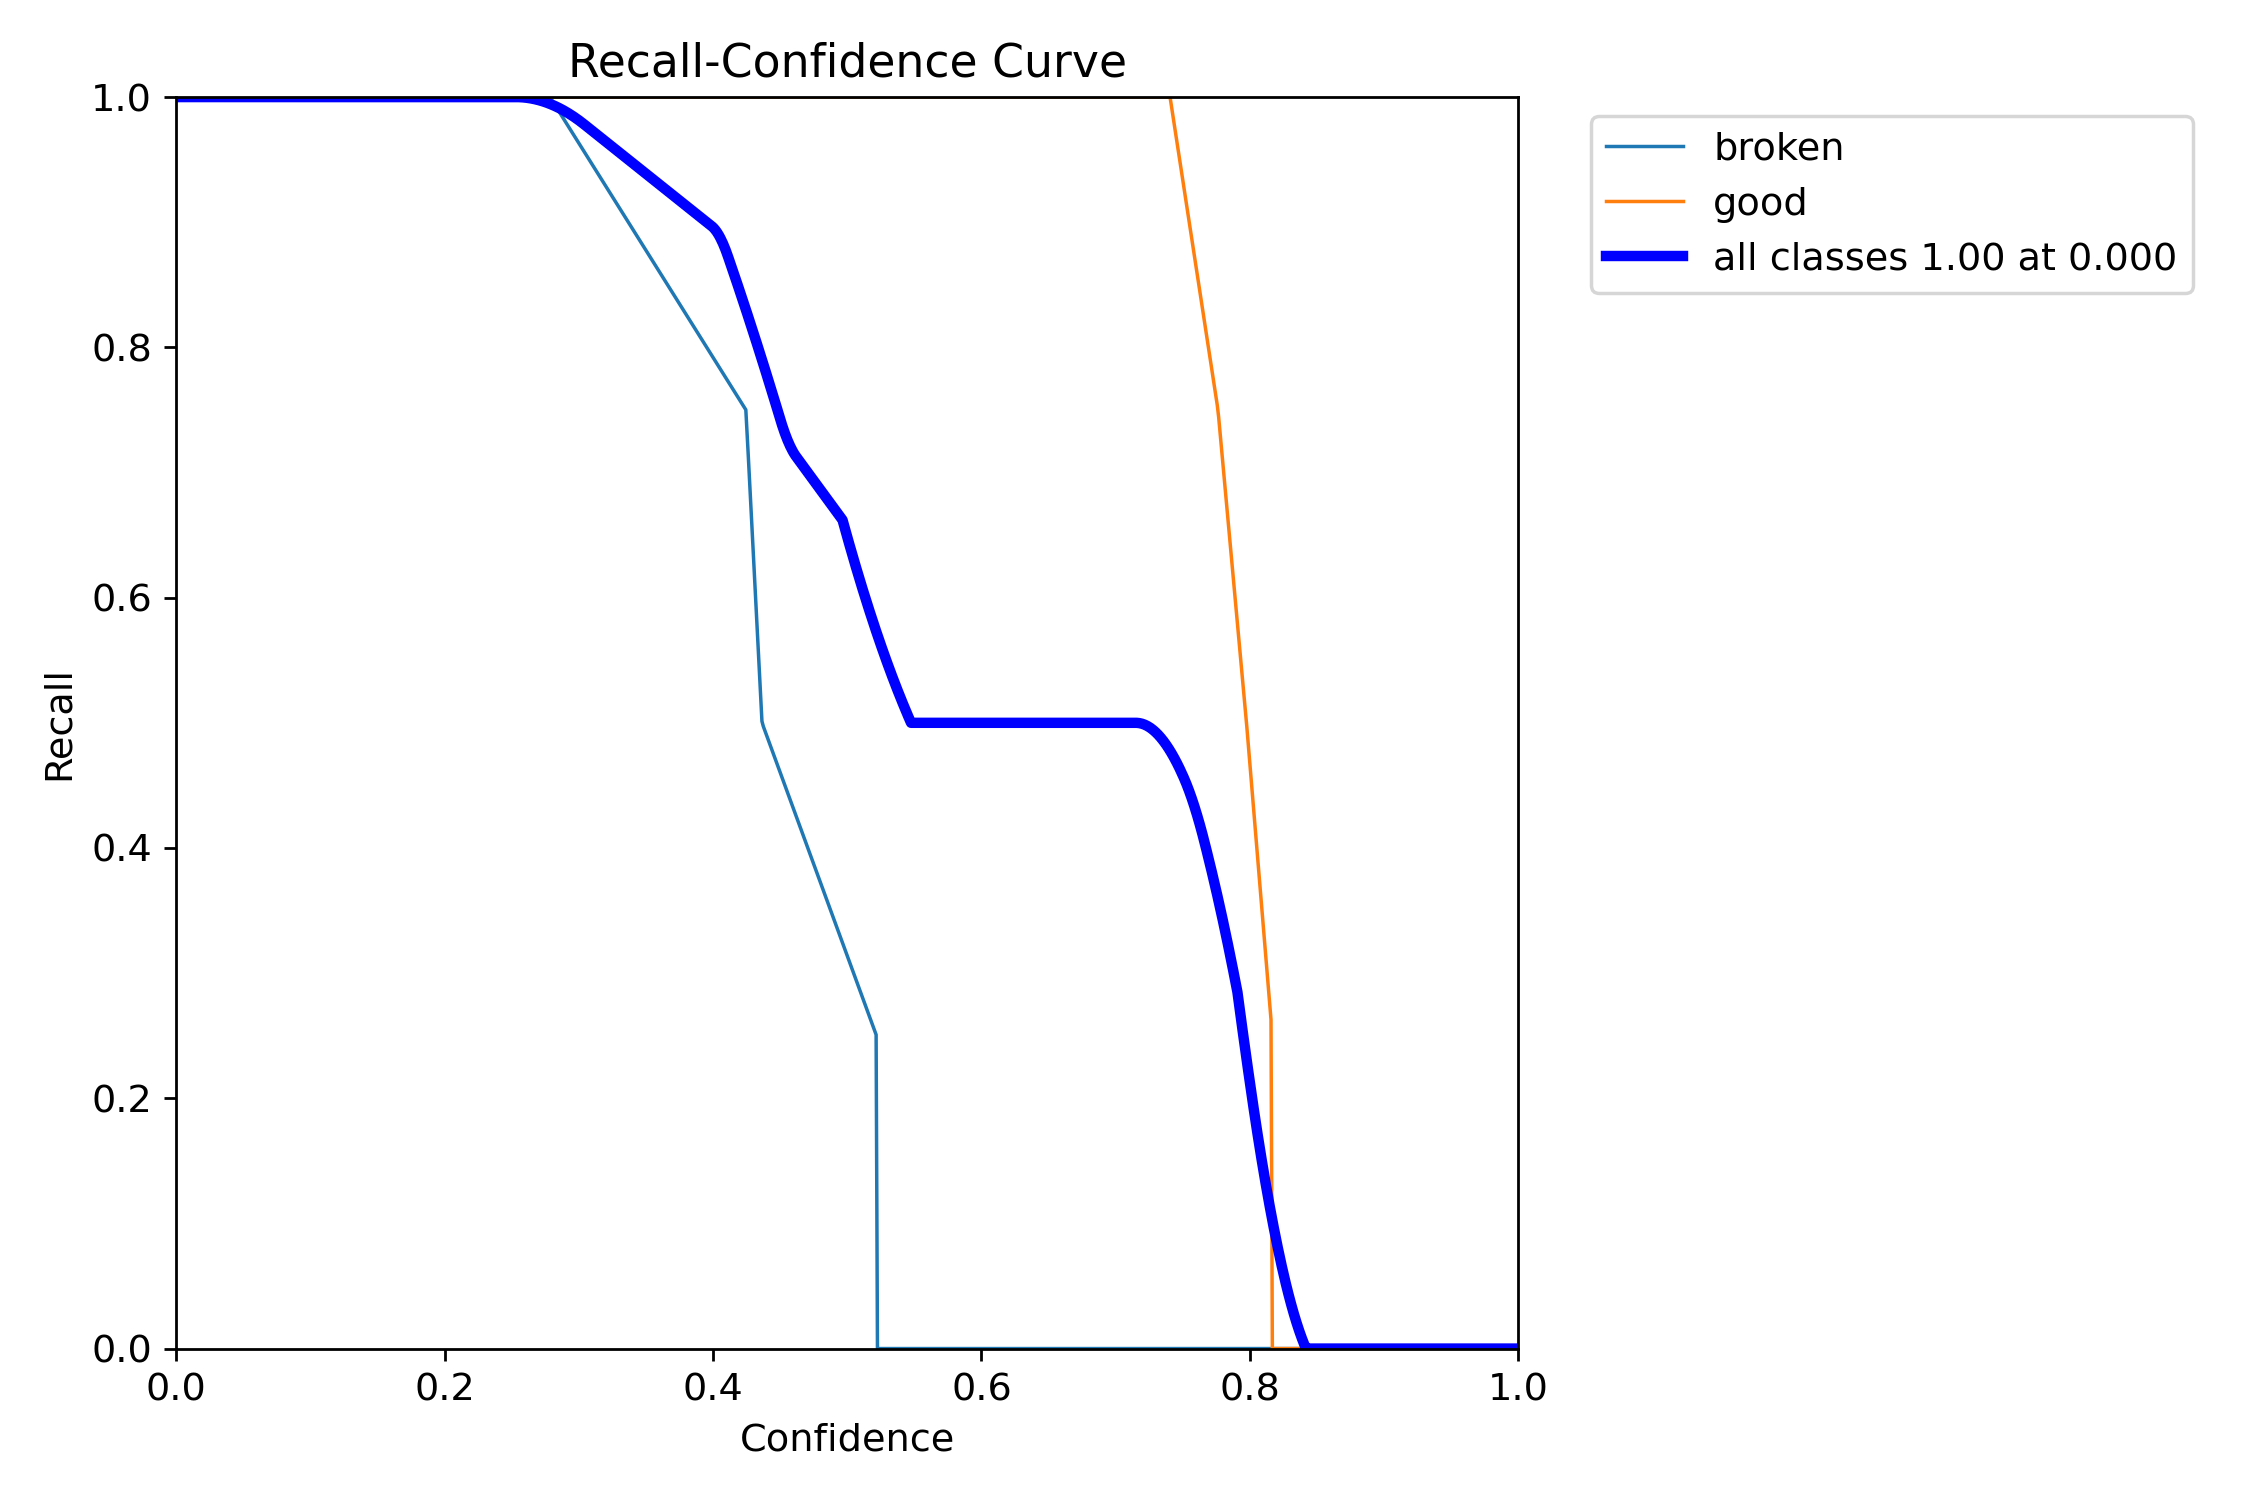 Recall-Confidence Curve
1.0
0.8
0.6
0.4
0.2
0.0
Recall
0.0 0.2 0.4 0.6 0.8 1.0
Confidence
broken
good
all classes 1.00 at 0.000